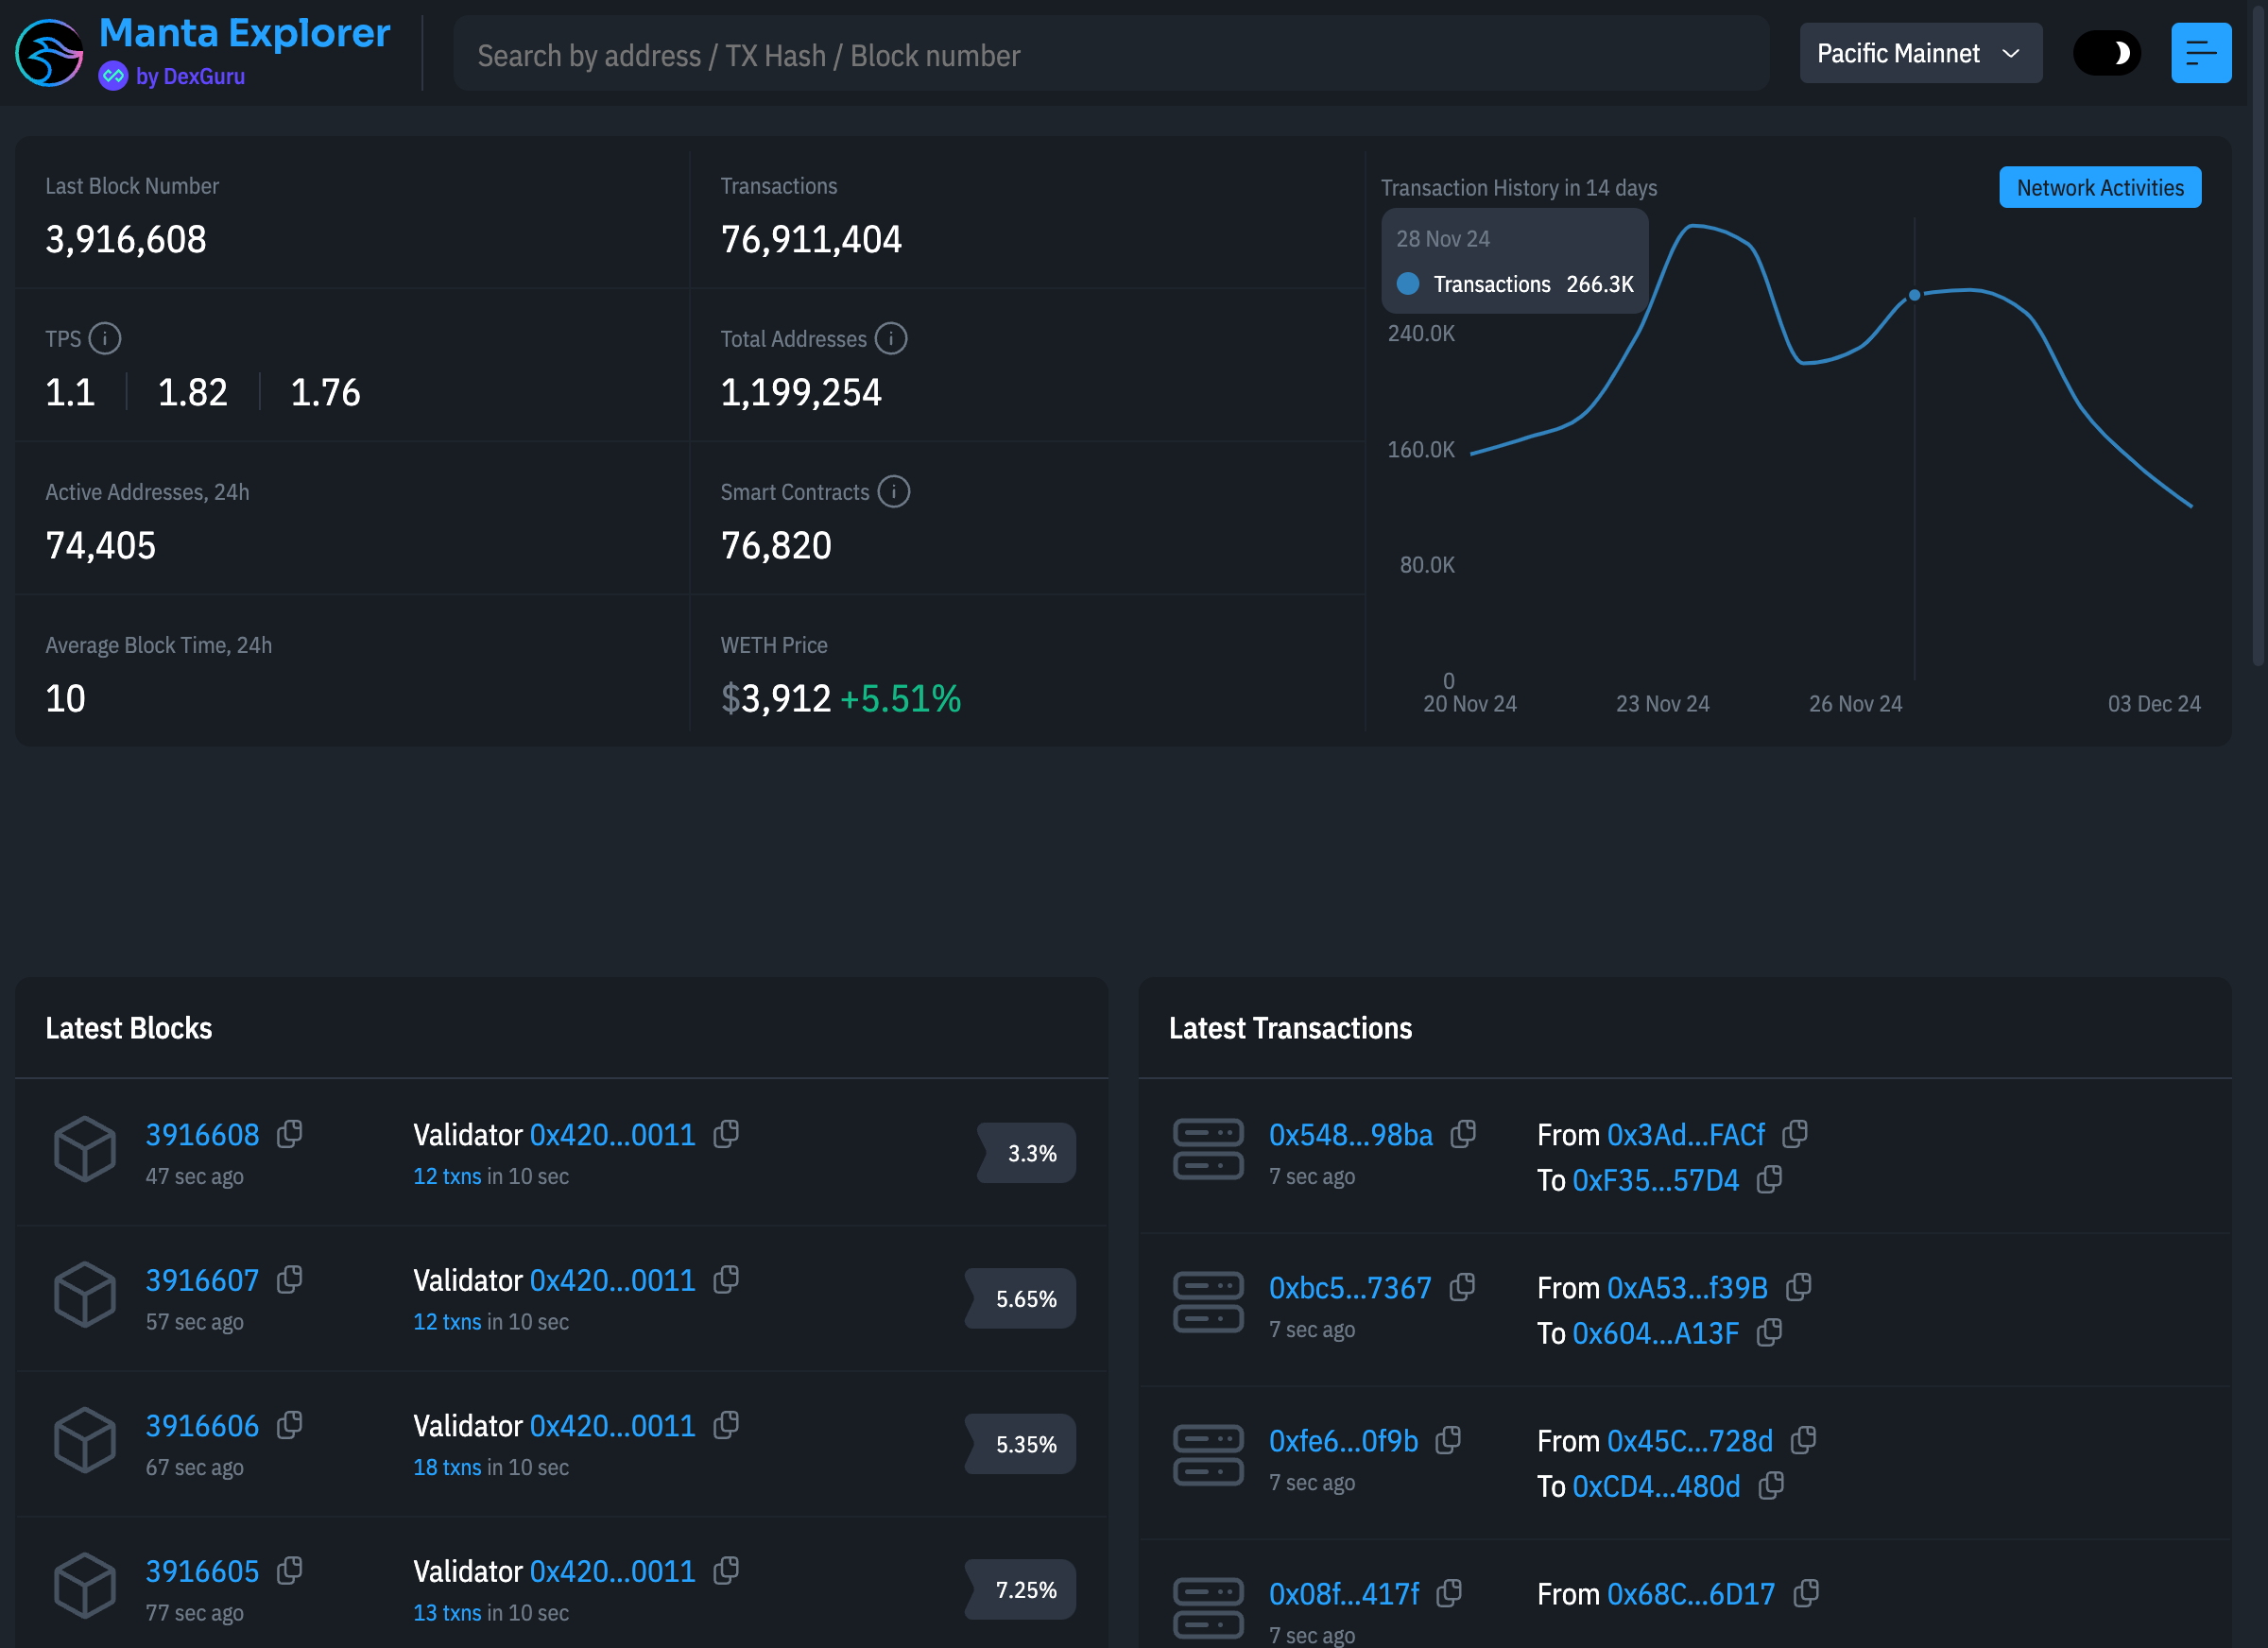 Manta Explorer
by DexGuru
Search by address / TX Hash / Block number
Pacific Mainnet
Last Block Number
3,916,608
Transactions
76,911,404
TPS
1.1 1.82 1.76
Total Addresses
1,199,254
Active Addresses, 24h
74,405
Smart Contracts
76,820
Average Block Time, 24h
10
WETH Price
$3,912 +5.51%
Transaction History in 14 days
Network Activities
28 Nov 24
Transactions 266.3K
240.0K
160.0K
80.0K
0
20 Nov 24 23 Nov 24 26 Nov 24 03 Dec 24
Latest Blocks
3916608 Validator 0x420...0011
3.3%
47 sec ago 12 txns in 10 sec
3916607 Validator 0x420...0011
5.65%
57 sec ago 12 txns in 10 sec
3916606 Validator 0x420...0011
5.35%
67 sec ago 18 txns in 10 sec
3916605 Validator 0x420...0011
7.25%
77 sec ago 13 txns in 10 sec
Latest Transactions
0x548...98ba From 0x3Ad...FACf
7 sec ago To 0xF35...57D4
0xbc5...7367 From 0xA53...f39B
7 sec ago To 0x604...A13F
0xfe6...0f9b From 0x45C...728d
7 sec ago To 0xCD4...480d
0x08f...417f From 0x68C...6D17
7 sec ago